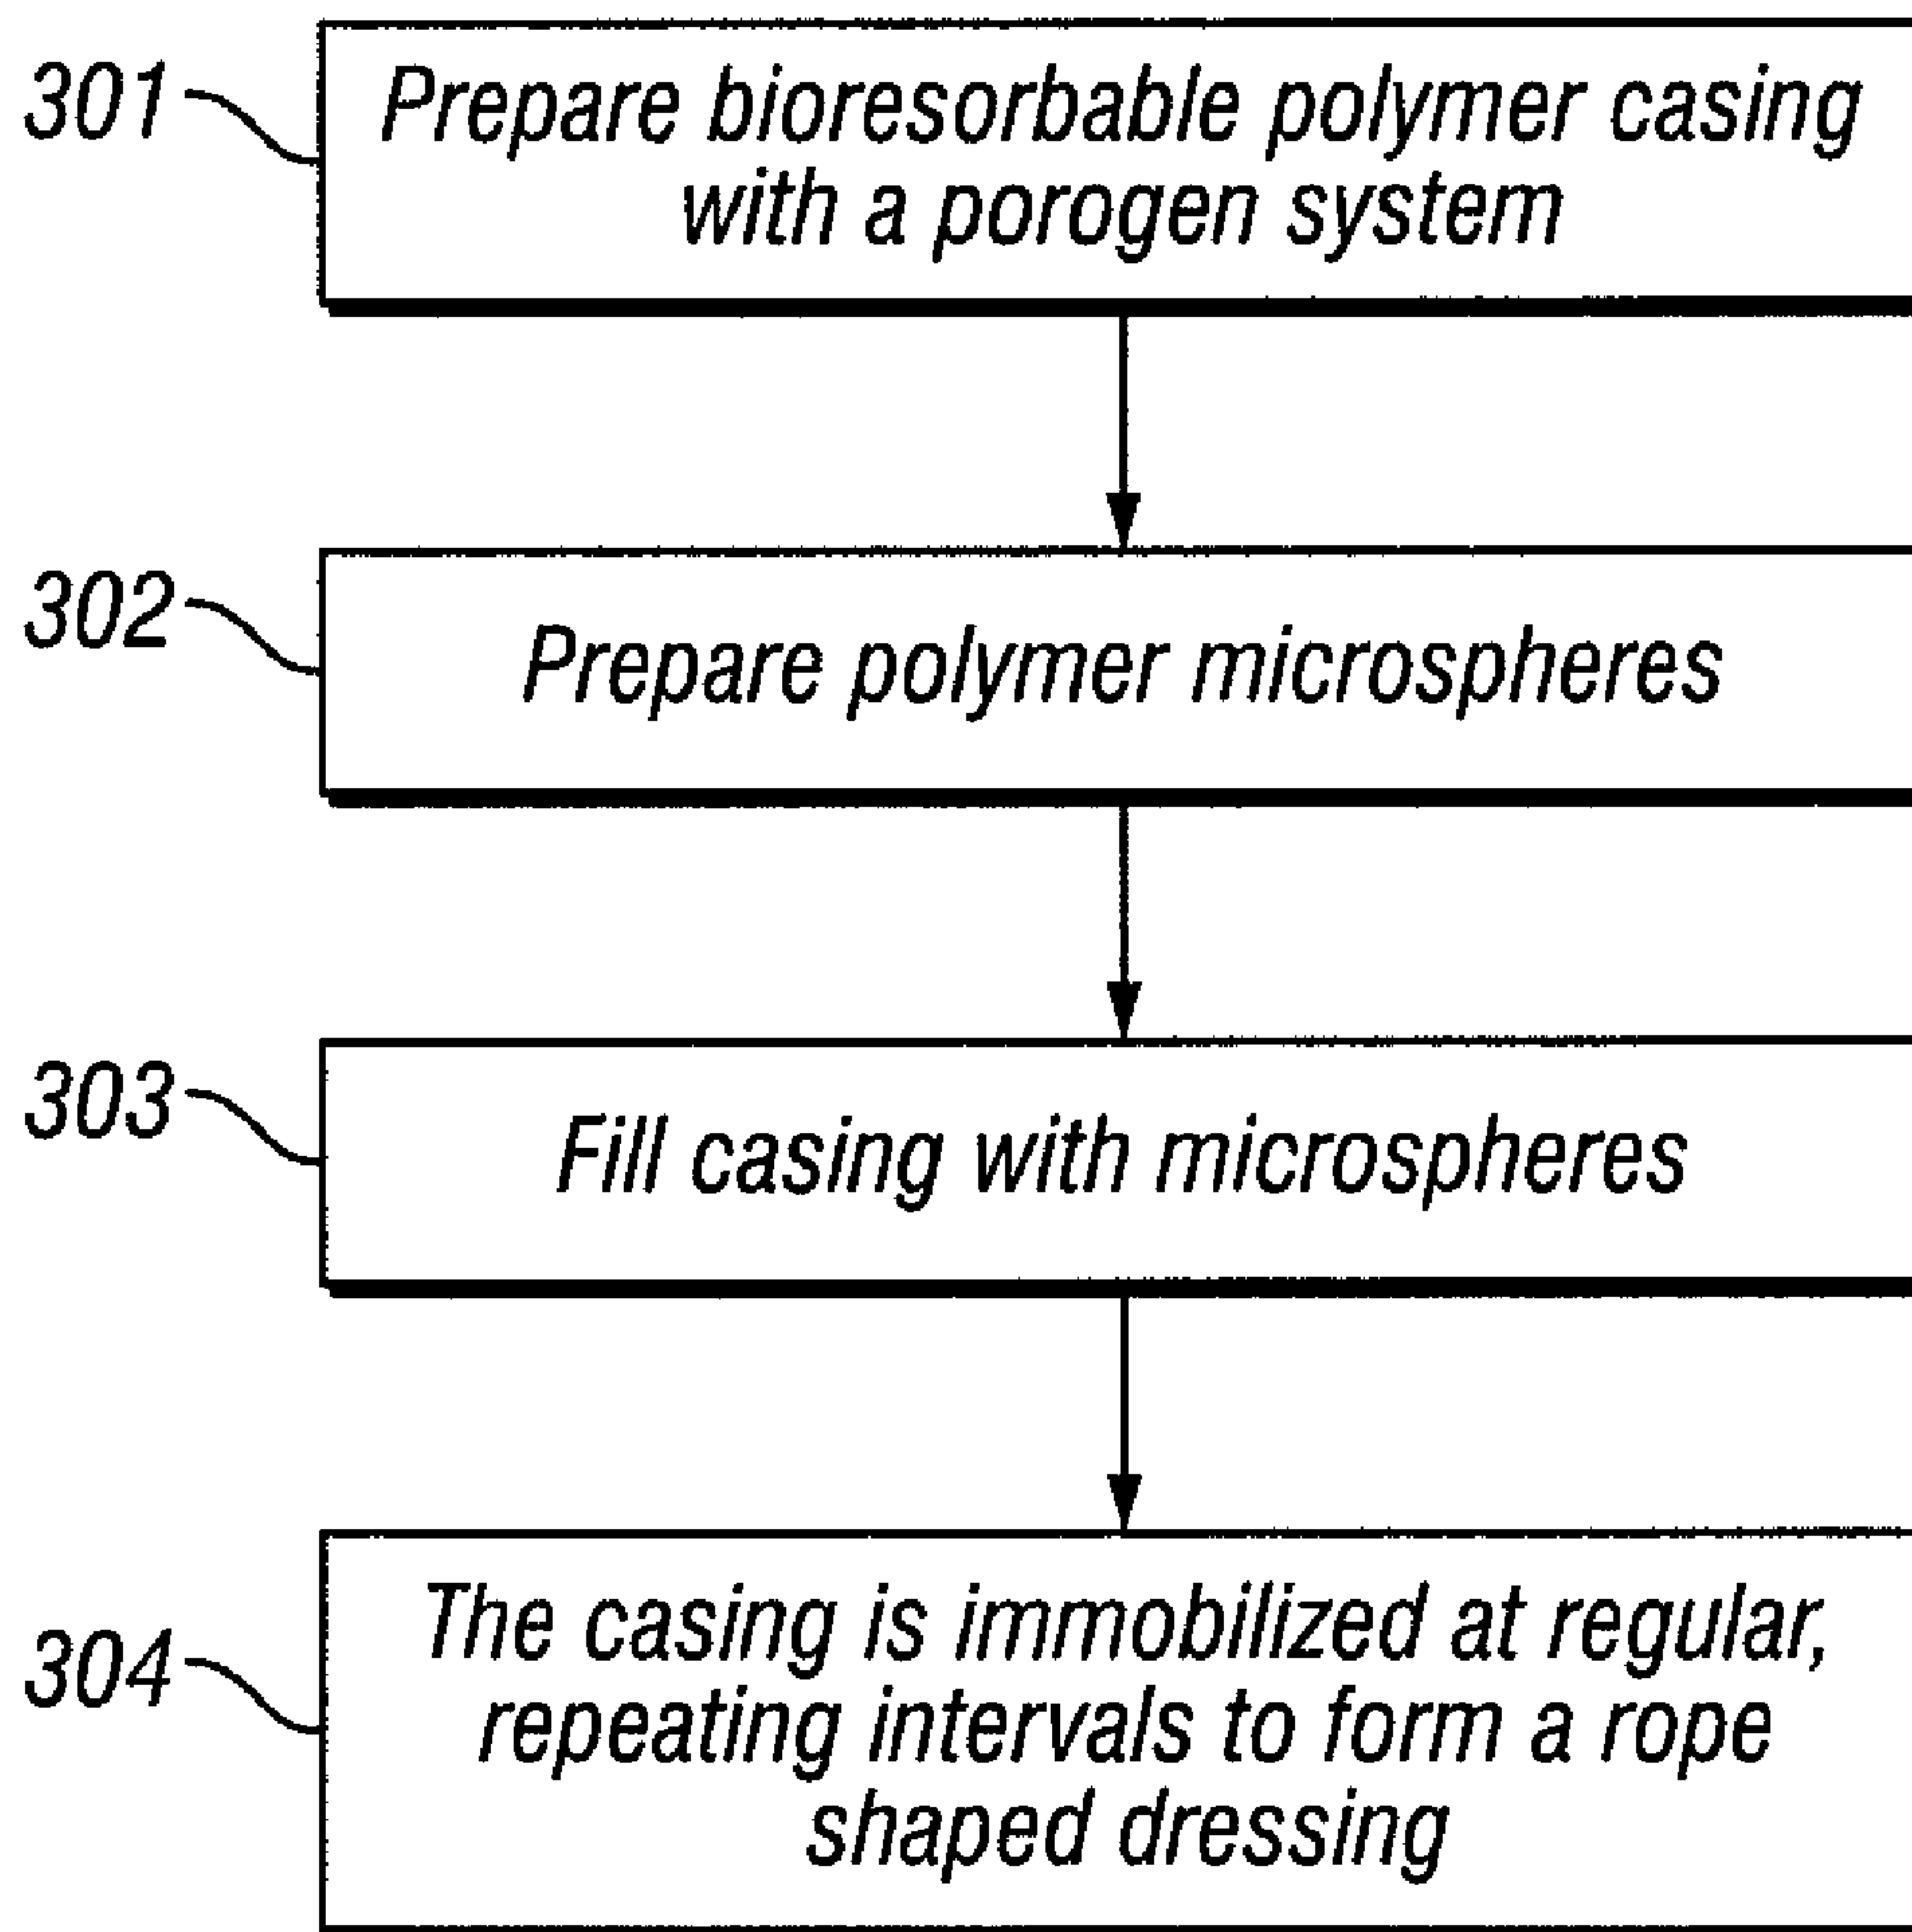 301
Prepare bioresorbable polymer casing
with a porogen system
302
Prepare polymer microspheres
303
Fill casing with microspheres
304
The casing is immobilized at regular,
repeating intervals to form a rope
shaped dressing